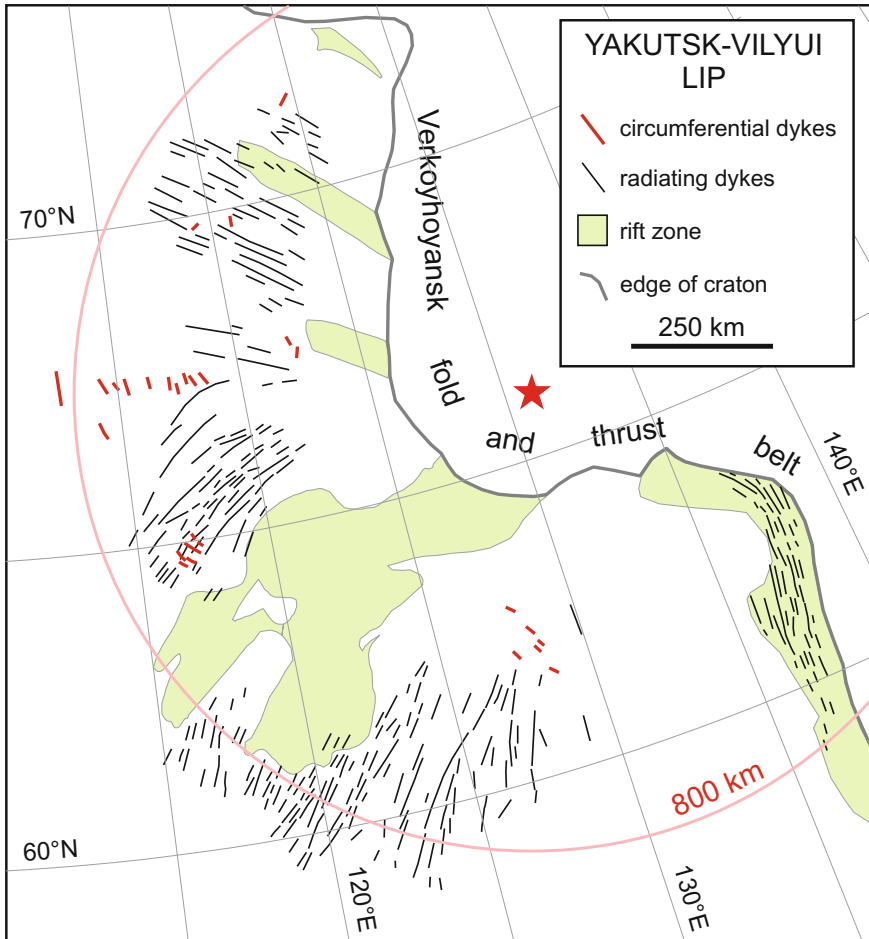 YAKUTSK-VILYUI
LIP
circumferential dykes
radiating dykes
rift zone
edge of craton
250 km
Verkoyhoyansk
fold
and
thrust
belt
70°N
60°N
120°E
130°E
140°E
800 km